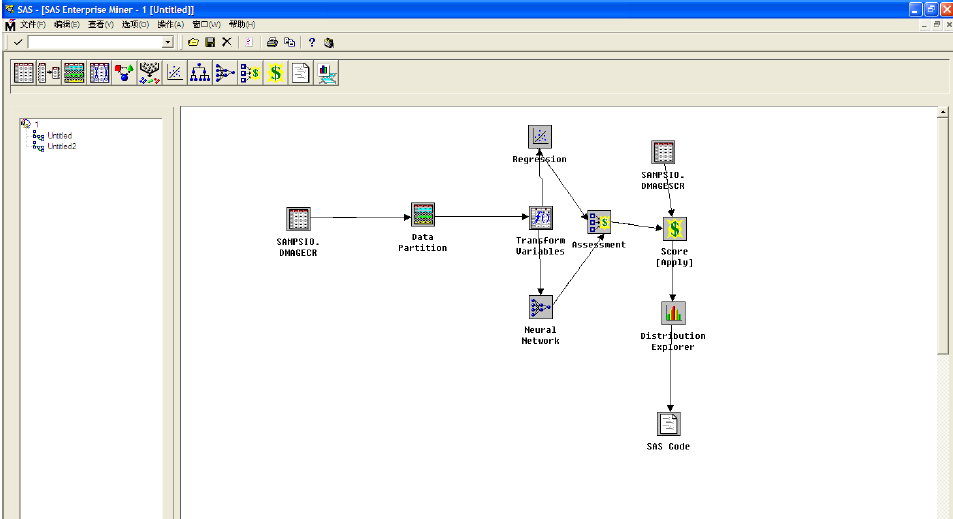 SAS - [SAS Enterprise Miner - 1 [Untitled]]
文件(F) 编辑(E) 查看(V) 选项(O) 操作(A) 窗口(W) 帮助(H)
1
Untitled
Untitled2
Regression
SAMPSIO.
DMAGESCR
SAMPSIO.
DMAGECR
Data
Partition
Transform
Variables
Assessment
Score
[Apply]
Neural
Network
Distribution
Explorer
SAS Code